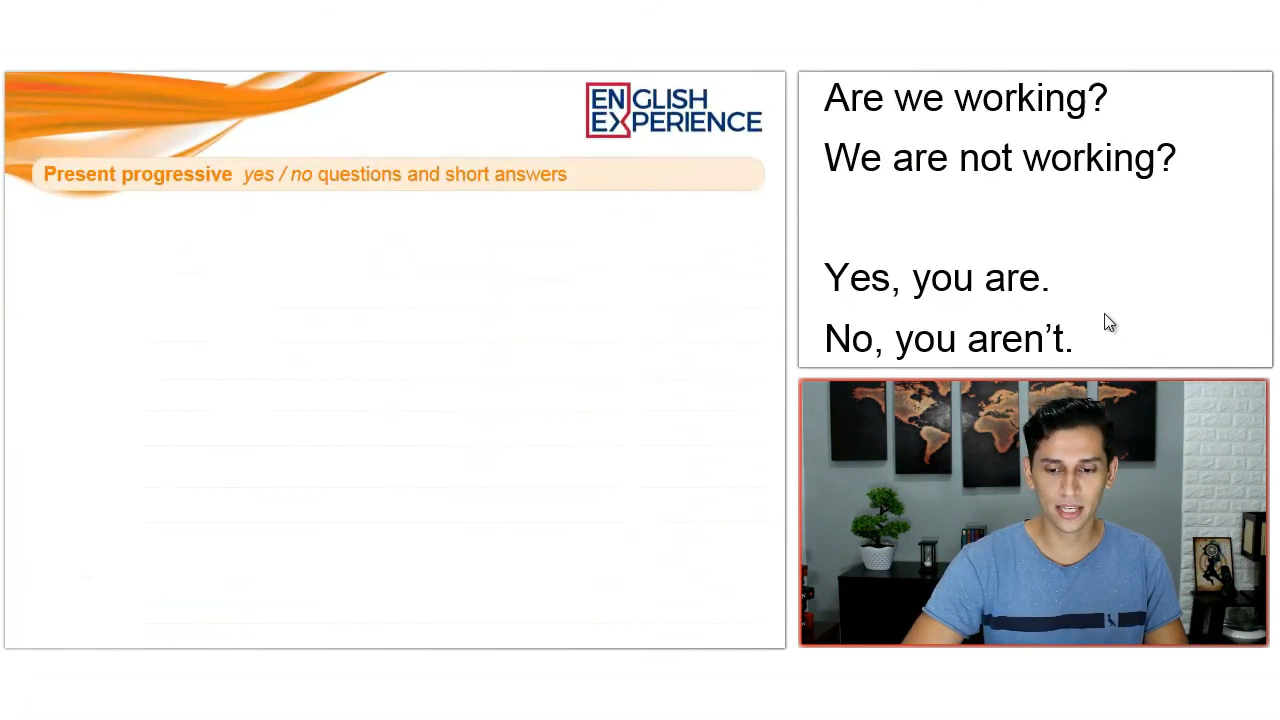 ENGLISH
EXPERIENCE
Present progressive yes / no questions and short answers
Are we working?
We are not working?
Yes, you are.
No, you aren’t.